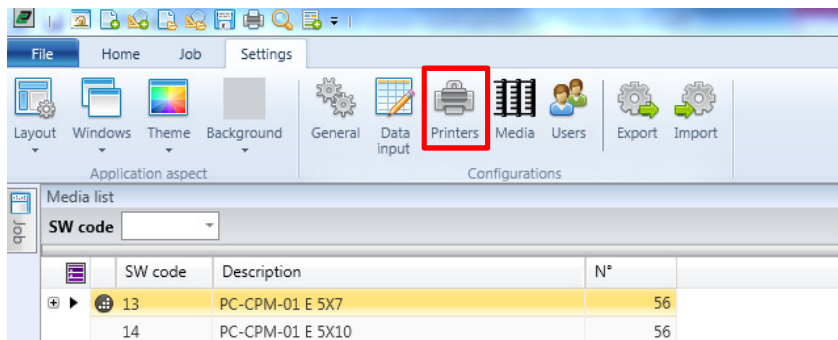 File Home Job Settings
Layout Windows Theme Background General Data input Printers Media Users Export Import
Application aspect Configurations
Job
Media list
SW code
SW code Description N°
13 PC-CPM-01 E 5X7 56
14 PC-CPM-01 E 5X10 56